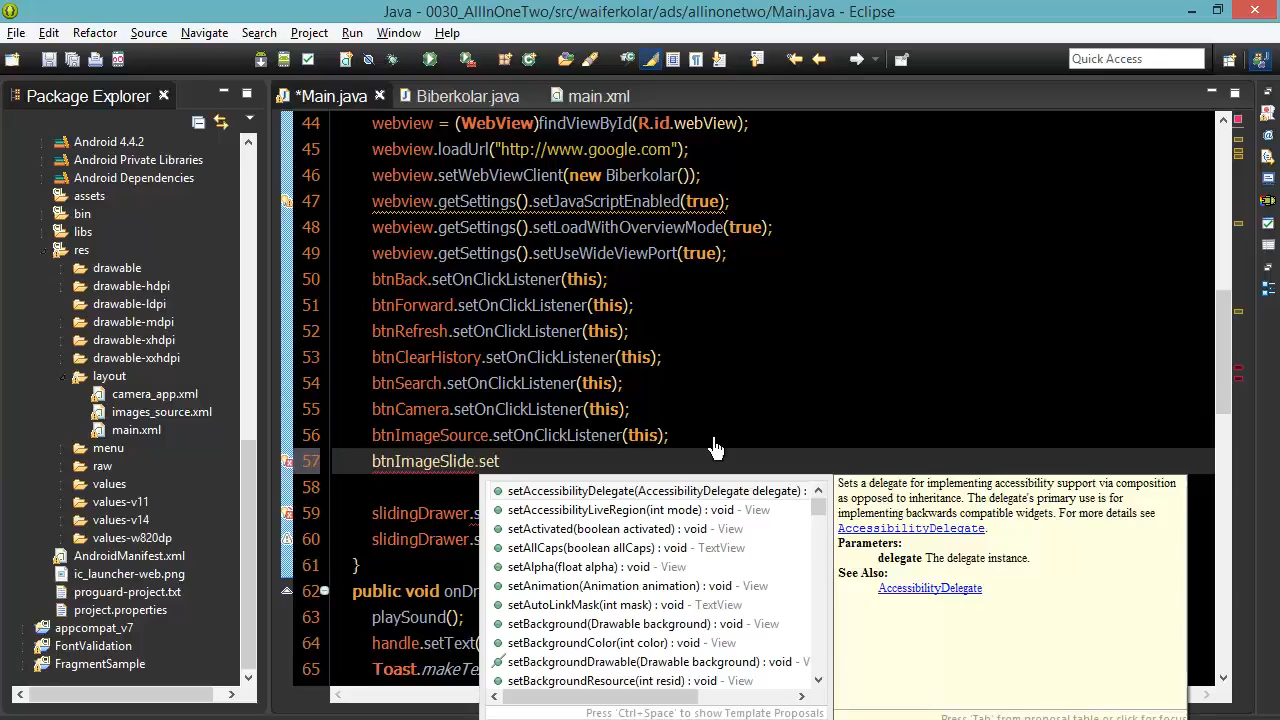 Java - 0030_AllInOneTwo/src/waiferkolar/ads/allinonetwo/Main.java - Eclipse
File Edit Refactor Source Navigate Search Project Run Window Help
Quick Access
Package Explorer
*Main.java
Biberkolar.java
main.xml
Android 4.4.2
Android Private Libraries
Android Dependencies
assets
bin
libs
res
drawable
drawable-hdpi
drawable-ldpi
drawable-mdpi
drawable-xhdpi
drawable-xxhdpi
layout
camera_app.xml
images_source.xml
main.xml
menu
raw
values
values-v11
values-v14
values-w820dp
AndroidManifest.xml
ic_launcher-web.png
proguard-project.txt
project.properties
appcompat_v7
FontValidation
FragmentSample
44 webview = (WebView)findViewById(R.id.webView);
45 webview.loadUrl("http://www.google.com");
46 webview.setWebViewClient(new Biberkolar());
47 webview.getSettings().setJavaScriptEnabled(true);
48 webview.getSettings().setLoadWithOverviewMode(true);
49 webview.getSettings().setUseWideViewPort(true);
50 btnBack.setOnClickListener(this);
51 btnForward.setOnClickListener(this);
52 btnRefresh.setOnClickListener(this);
53 btnClearHistory.setOnClickListener(this);
54 btnSearch.setOnClickListener(this);
55 btnCamera.setOnClickListener(this);
56 btnImageSource.setOnClickListener(this);
57 btnImageSlide.set
58
59 slidingDrawer.s
60 slidingDrawer.s
61 }
62 public void onDr
63 playSound();
64 handle.setText(
65 Toast.makeTe
setAccessibilityDelegate(AccessibilityDelegate delegate) :
setAccessibilityLiveRegion(int mode) : void - View
setActivated(boolean activated) : void - View
setAllCaps(boolean allCaps) : void - TextView
setAlpha(float alpha) : void - View
setAnimation(Animation animation) : void - View
setAutoLinkMask(int mask) : void - TextView
setBackground(Drawable background) : void - View
setBackgroundColor(int color) : void - View
setBackgroundDrawable(Drawable background) : void - V
setBackgroundResource(int resid) : void - View
Press 'Ctrl+Space' to show Template Proposals
Sets a delegate for implementing accessibility support via composition
as opposed to inheritance. The delegate's primary use is for
implementing backwards compatible widgets. For more details see
AccessibilityDelegate.
Parameters:
delegate The delegate instance.
See Also:
AccessibilityDelegate
Press 'Tab' from proposal table or click for focus